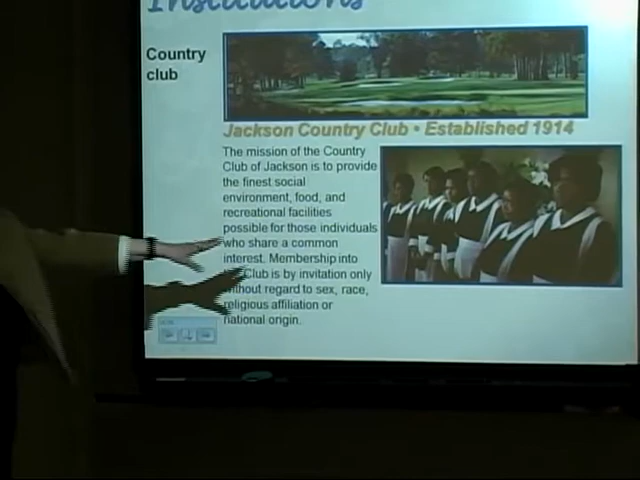 Institutions
Country
club
Jackson Country Club • Established 1914
The mission of the Country
Club of Jackson is to provide
the finest social
environment, food, and
recreational facilities
possible for those individuals
who share a common
interest. Membership into
Club is by invitation only
without regard to sex, race,
religious affiliation or
national origin.